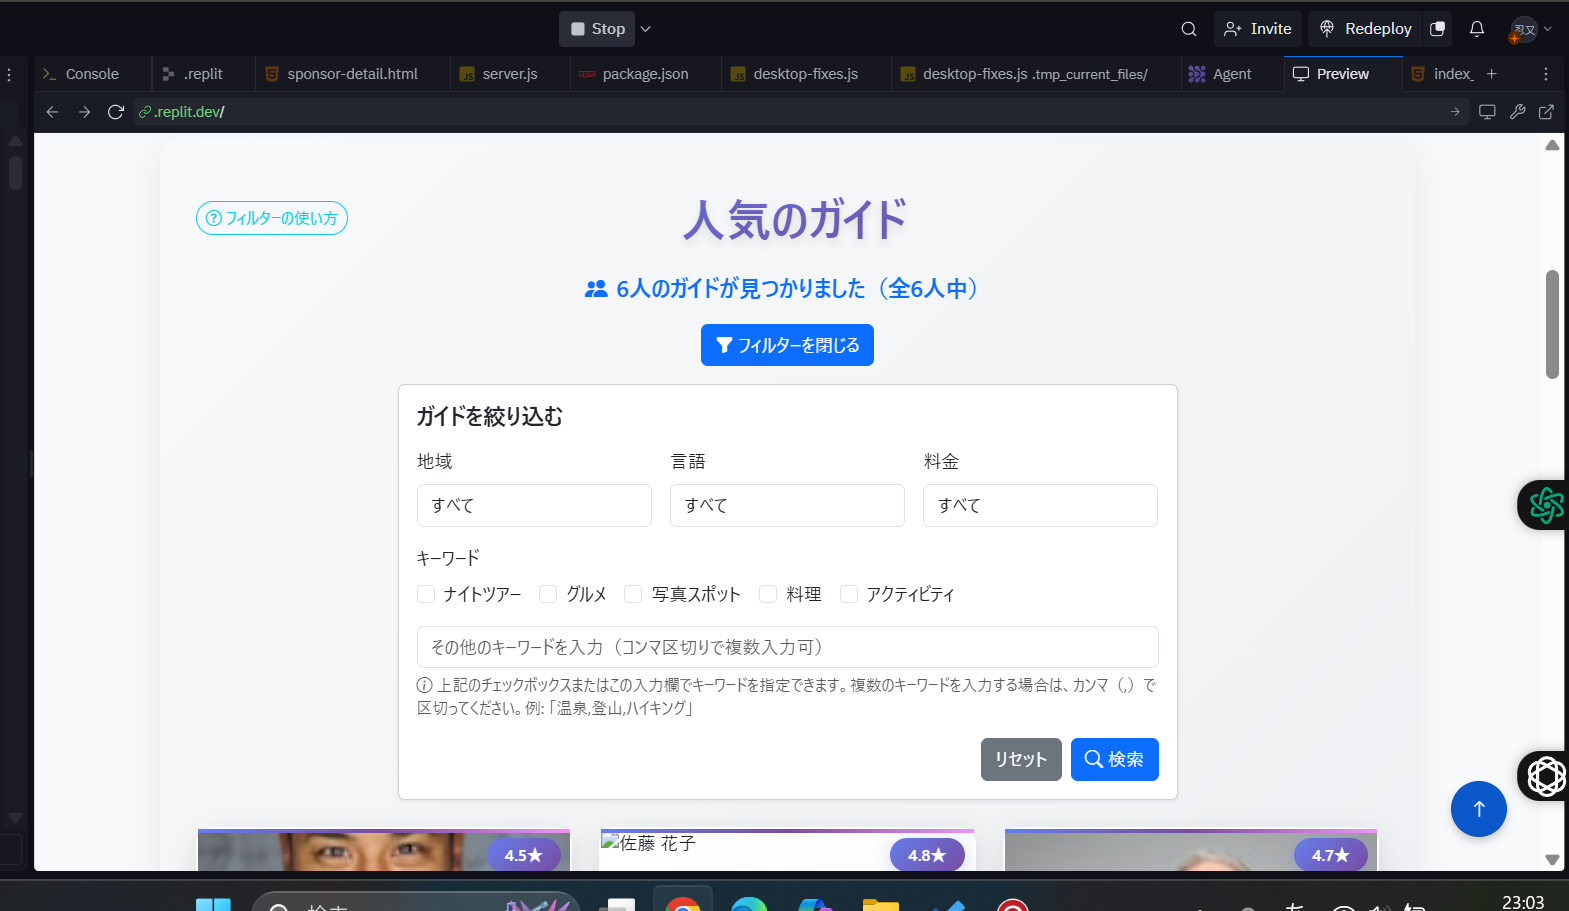 Stop
Invite
Redeploy
忍又
Console
.replit
sponsor-detail.html
server.js
package.json
desktop-fixes.js
desktop-fixes.js .tmp_current_files/
Agent
Preview
index_
.replit.dev/
フィルターの使い方
人気のガイド
6人のガイドが見つかりました（全6人中）
フィルターを閉じる
ガイドを絞り込む
地域 言語 料金
すべて すべて すべて
キーワード
ナイトツアー グルメ 写真スポット 料理 アクティビティ
その他のキーワードを入力（コンマ区切りで複数入力可）
上記のチェックボックスまたはこの入力欄でキーワードを指定できます。複数のキーワードを入力する場合は、カンマ（,）で
区切ってください。例:「温泉,登山,ハイキング」
リセット 検索
4.5★ 佐藤 花子 4.8★ 4.7★
検索
あ
23:03